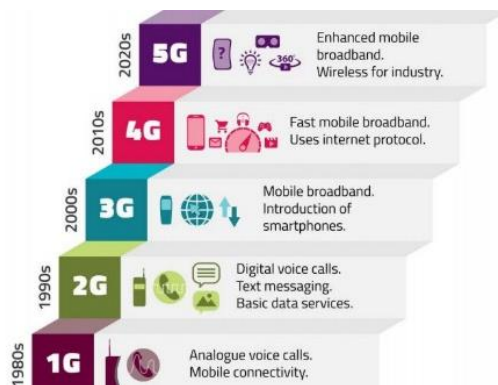 2020s
5G
?
360°
Enhanced mobile
broadband.
Wireless for industry.
2010s
4G
Fast mobile broadband.
Uses internet protocol.
2000s
3G
Mobile broadband.
Introduction of
smartphones.
1990s
2G
Digital voice calls.
Text messaging.
Basic data services.
1980s
1G
Analogue voice calls.
Mobile connectivity.